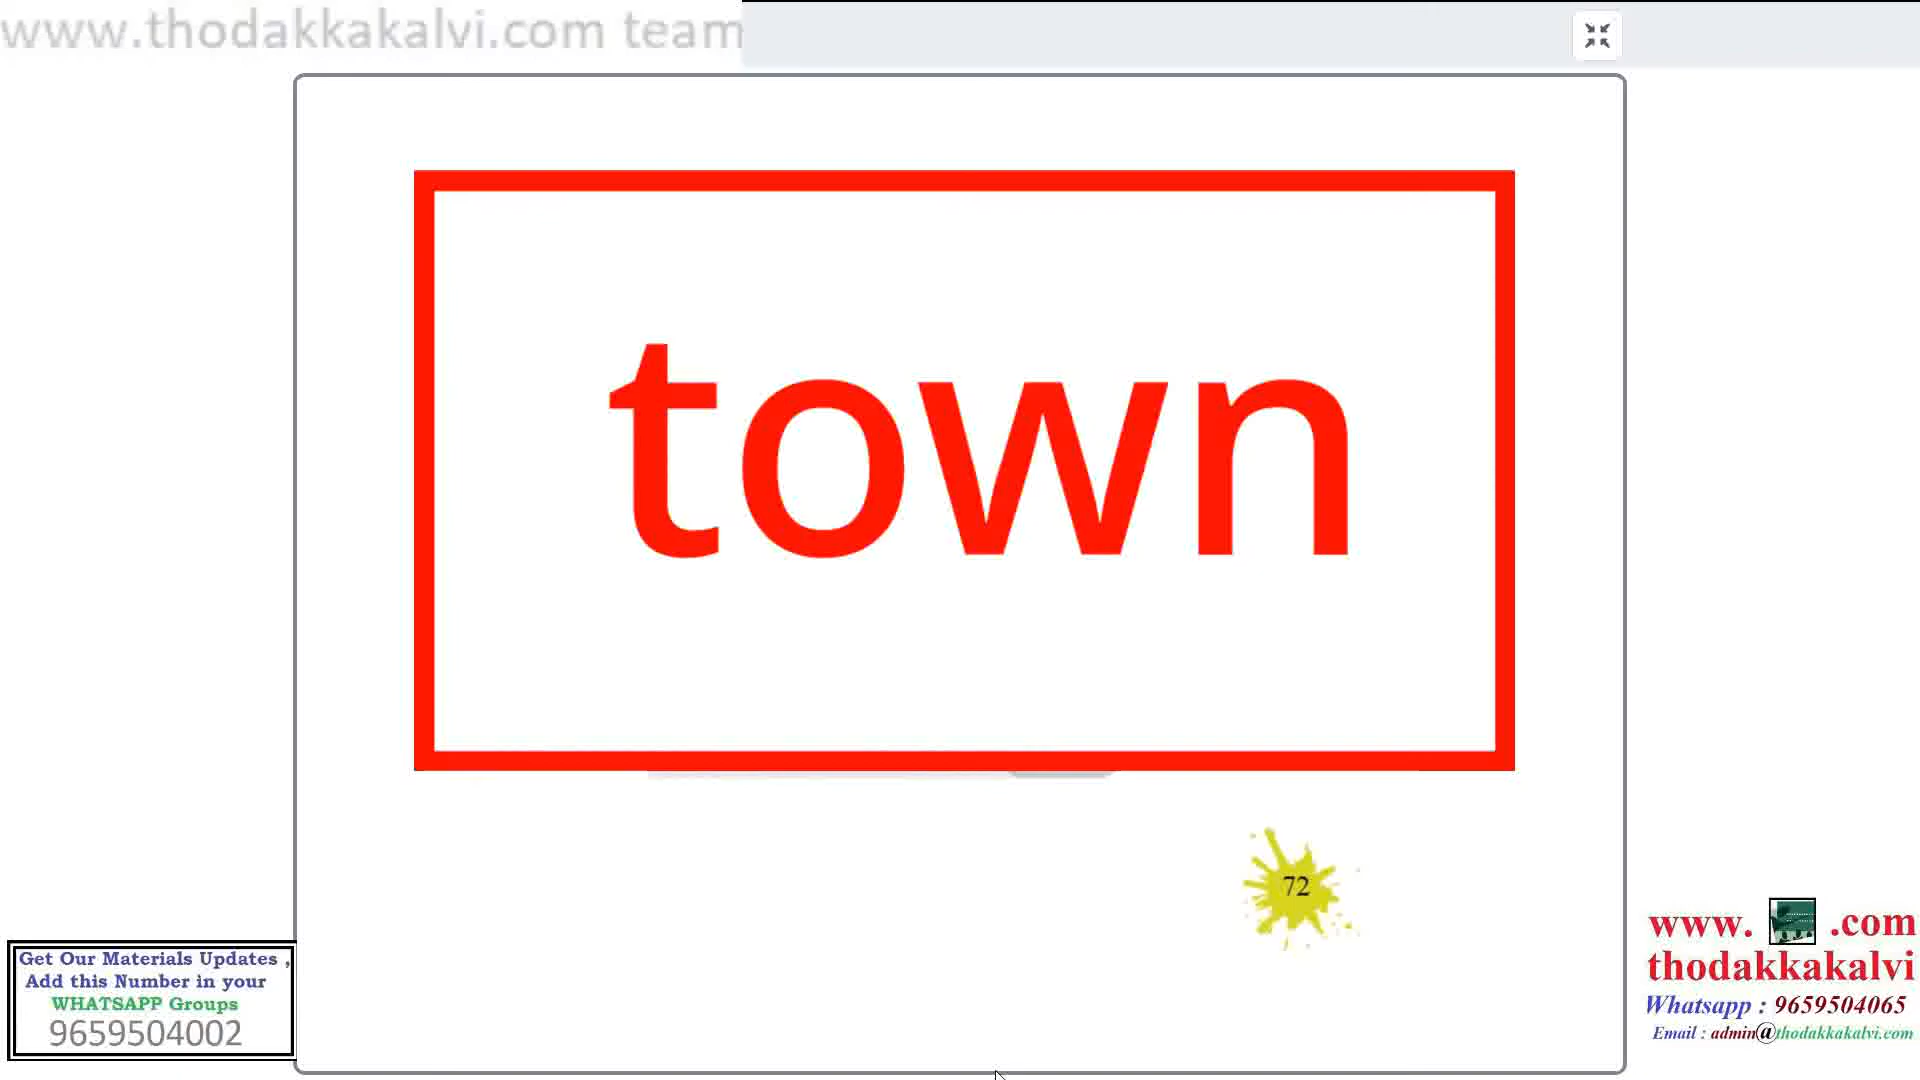 www.thodakkakalvi.com team
town
72
Get Our Materials Updates ,
Add this Number in your
WHATSAPP Groups
9659504002
www. .com
thodakkakalvi
Whatsapp : 9659504065
Email : admin@thodakkakalvi.com